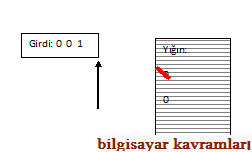 Girdi: 0 0 1
Yığın:
0
bilgisayar kavramları